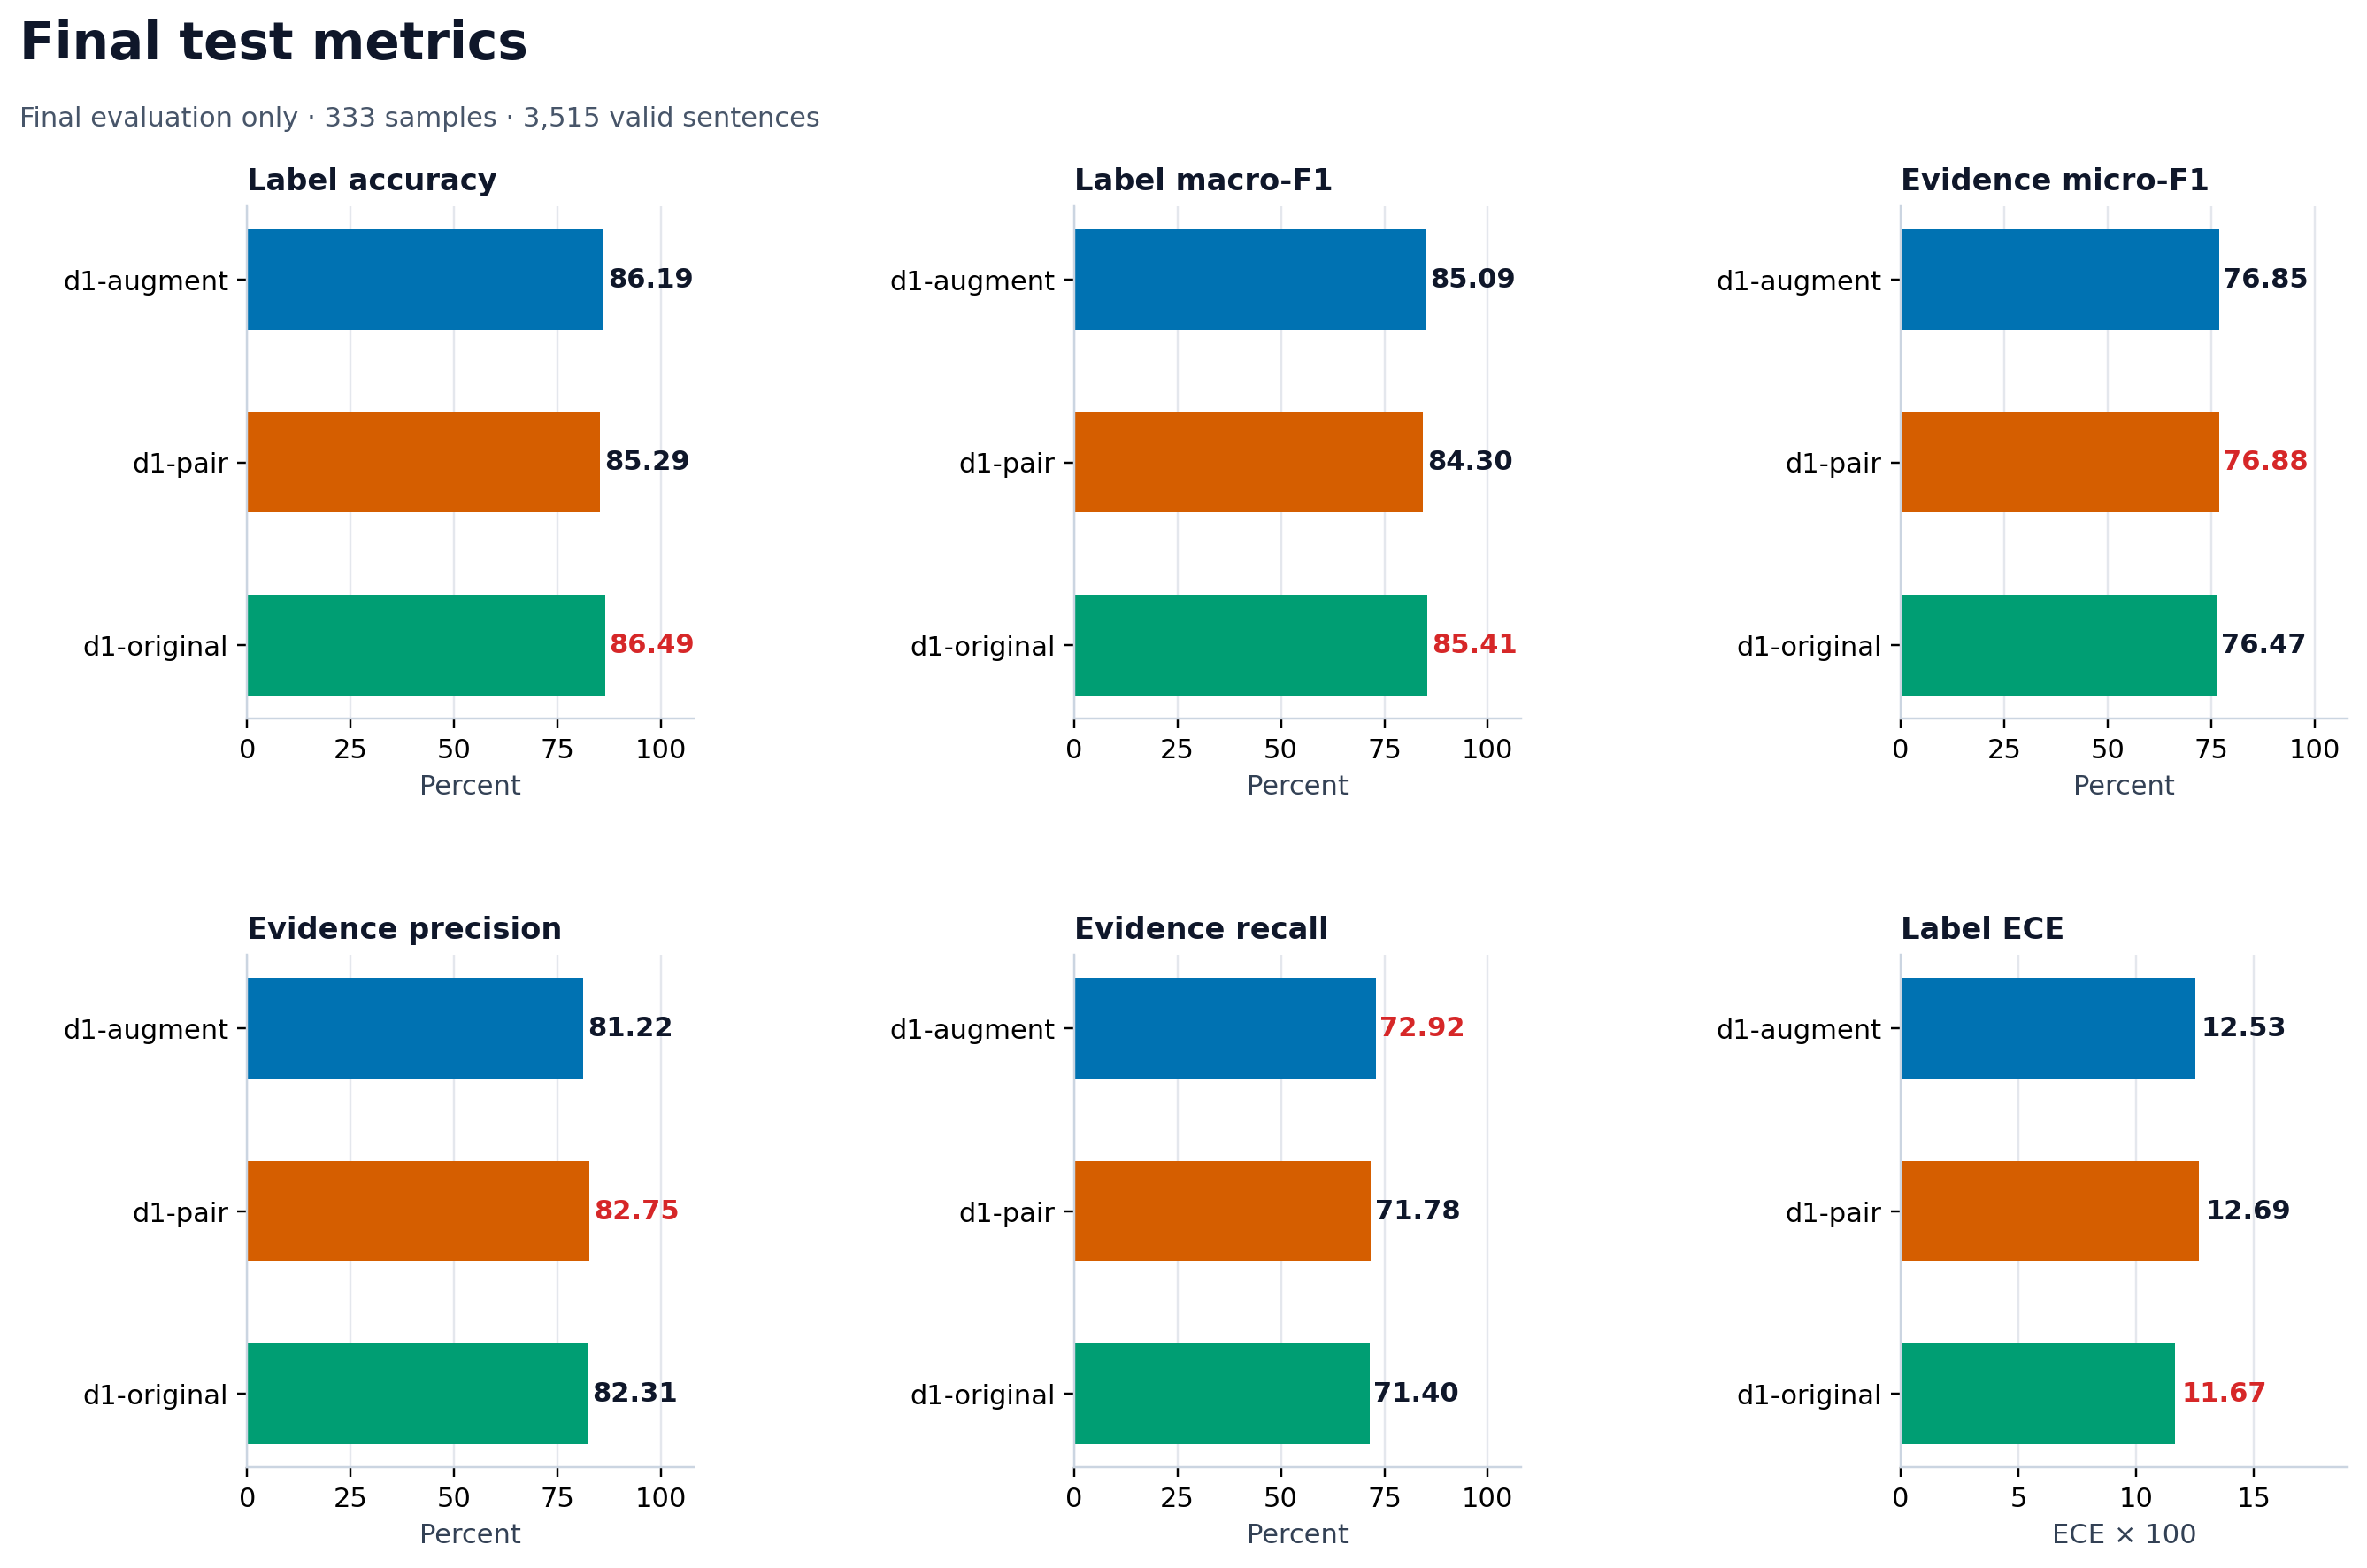 Final test metrics
Final evaluation only · 333 samples · 3,515 valid sentences
Label accuracy
d1-augment
86.19
d1-pair
85.29
d1-original
86.49
0 25 50 75 100
Percent
Label macro-F1
d1-augment
85.09
d1-pair
84.30
d1-original
85.41
0 25 50 75 100
Percent
Evidence micro-F1
d1-augment
76.85
d1-pair
76.88
d1-original
76.47
0 25 50 75 100
Percent
Evidence precision
d1-augment
81.22
d1-pair
82.75
d1-original
82.31
0 25 50 75 100
Percent
Evidence recall
d1-augment
72.92
d1-pair
71.78
d1-original
71.40
0 25 50 75 100
Percent
Label ECE
d1-augment
12.53
d1-pair
12.69
d1-original
11.67
0 5 10 15
ECE × 100